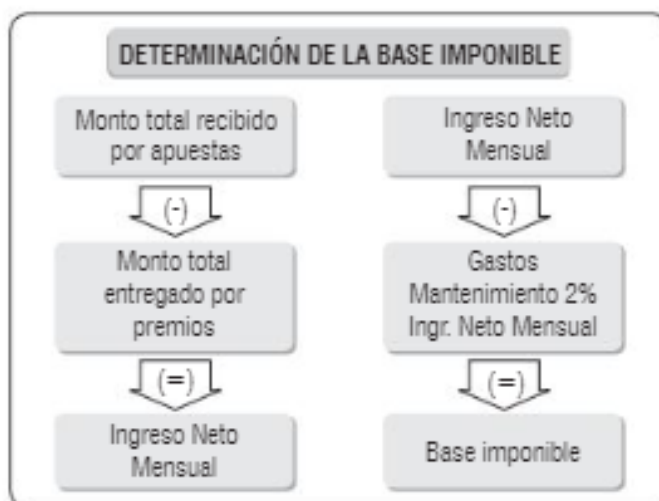 DETERMINACIÓN DE LA BASE IMPONIBLE
Monto total recibido
por apuestas
(-)
Monto total
entregado por
premios
(=)
Ingreso Neto
Mensual
Ingreso Neto
Mensual
(-)
Gastos
Mantenimiento 2%
Ingr. Neto Mensual
(=)
Base imponible